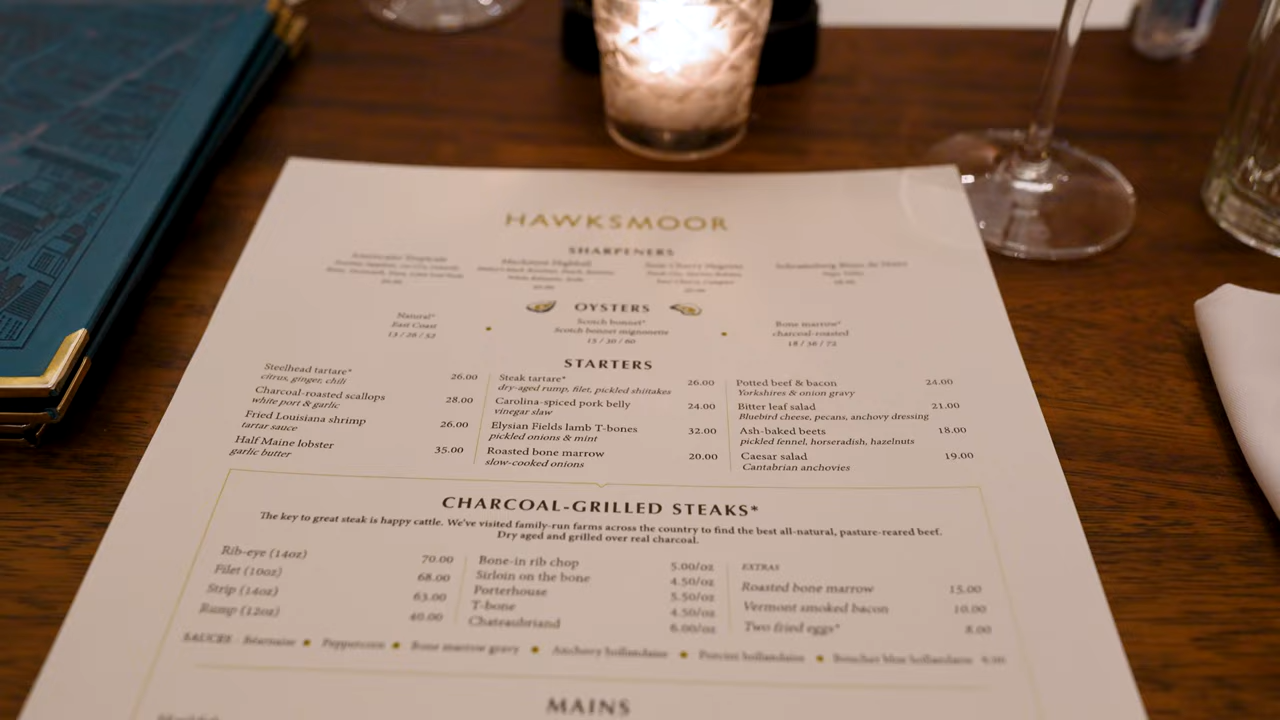 HAWKSMOOR
SHARPENERS
OYSTERS
Natural*
East Coast
13 / 26 / 52
Scotch bonnet*
Scotch bonnet mignonette
15 / 30 / 60
Bone marrow*
charcoal-roasted
18 / 36 / 72
STARTERS
Steelhead tartare* 26.00
citrus, ginger, chili
Charcoal-roasted scallops 28.00
white port & garlic
Fried Louisiana shrimp 26.00
tartar sauce
Half Maine lobster 35.00
garlic butter
Steak tartare* 26.00
dry-aged rump, filet, pickled shiitakes
Carolina-spiced pork belly 24.00
vinegar slaw
Elysian Fields lamb T-bones 32.00
pickled onions & mint
Roasted bone marrow 20.00
slow-cooked onions
Potted beef & bacon 24.00
Yorkshires & onion gravy
Bitter leaf salad 21.00
Bluebird cheese, pecans, anchovy dressing
Ash-baked beets 18.00
pickled fennel, horseradish, hazelnuts
Caesar salad 19.00
Cantabrian anchovies
CHARCOAL-GRILLED STEAKS*
The key to great steak is happy cattle. We've visited family-run farms across the country to find the best all-natural, pasture-reared beef.
Dry aged and grilled over real charcoal.
Rib-eye (14oz) 70.00
Filet (10oz) 68.00
Strip (14oz) 63.00
Rump (12oz) 40.00
Bone-in rib chop 5.00/oz
Sirloin on the bone 4.50/oz
Porterhouse 5.50/oz
T-bone 4.50/oz
Chateaubriand 6.00/oz
EXTRAS
Roasted bone marrow 15.00
Vermont smoked bacon 10.00
Two fried eggs* 8.00
SAUCES Béarnaise Peppercorn Bone marrow gravy Anchovy hollandaise Porcini hollandaise
MAINS